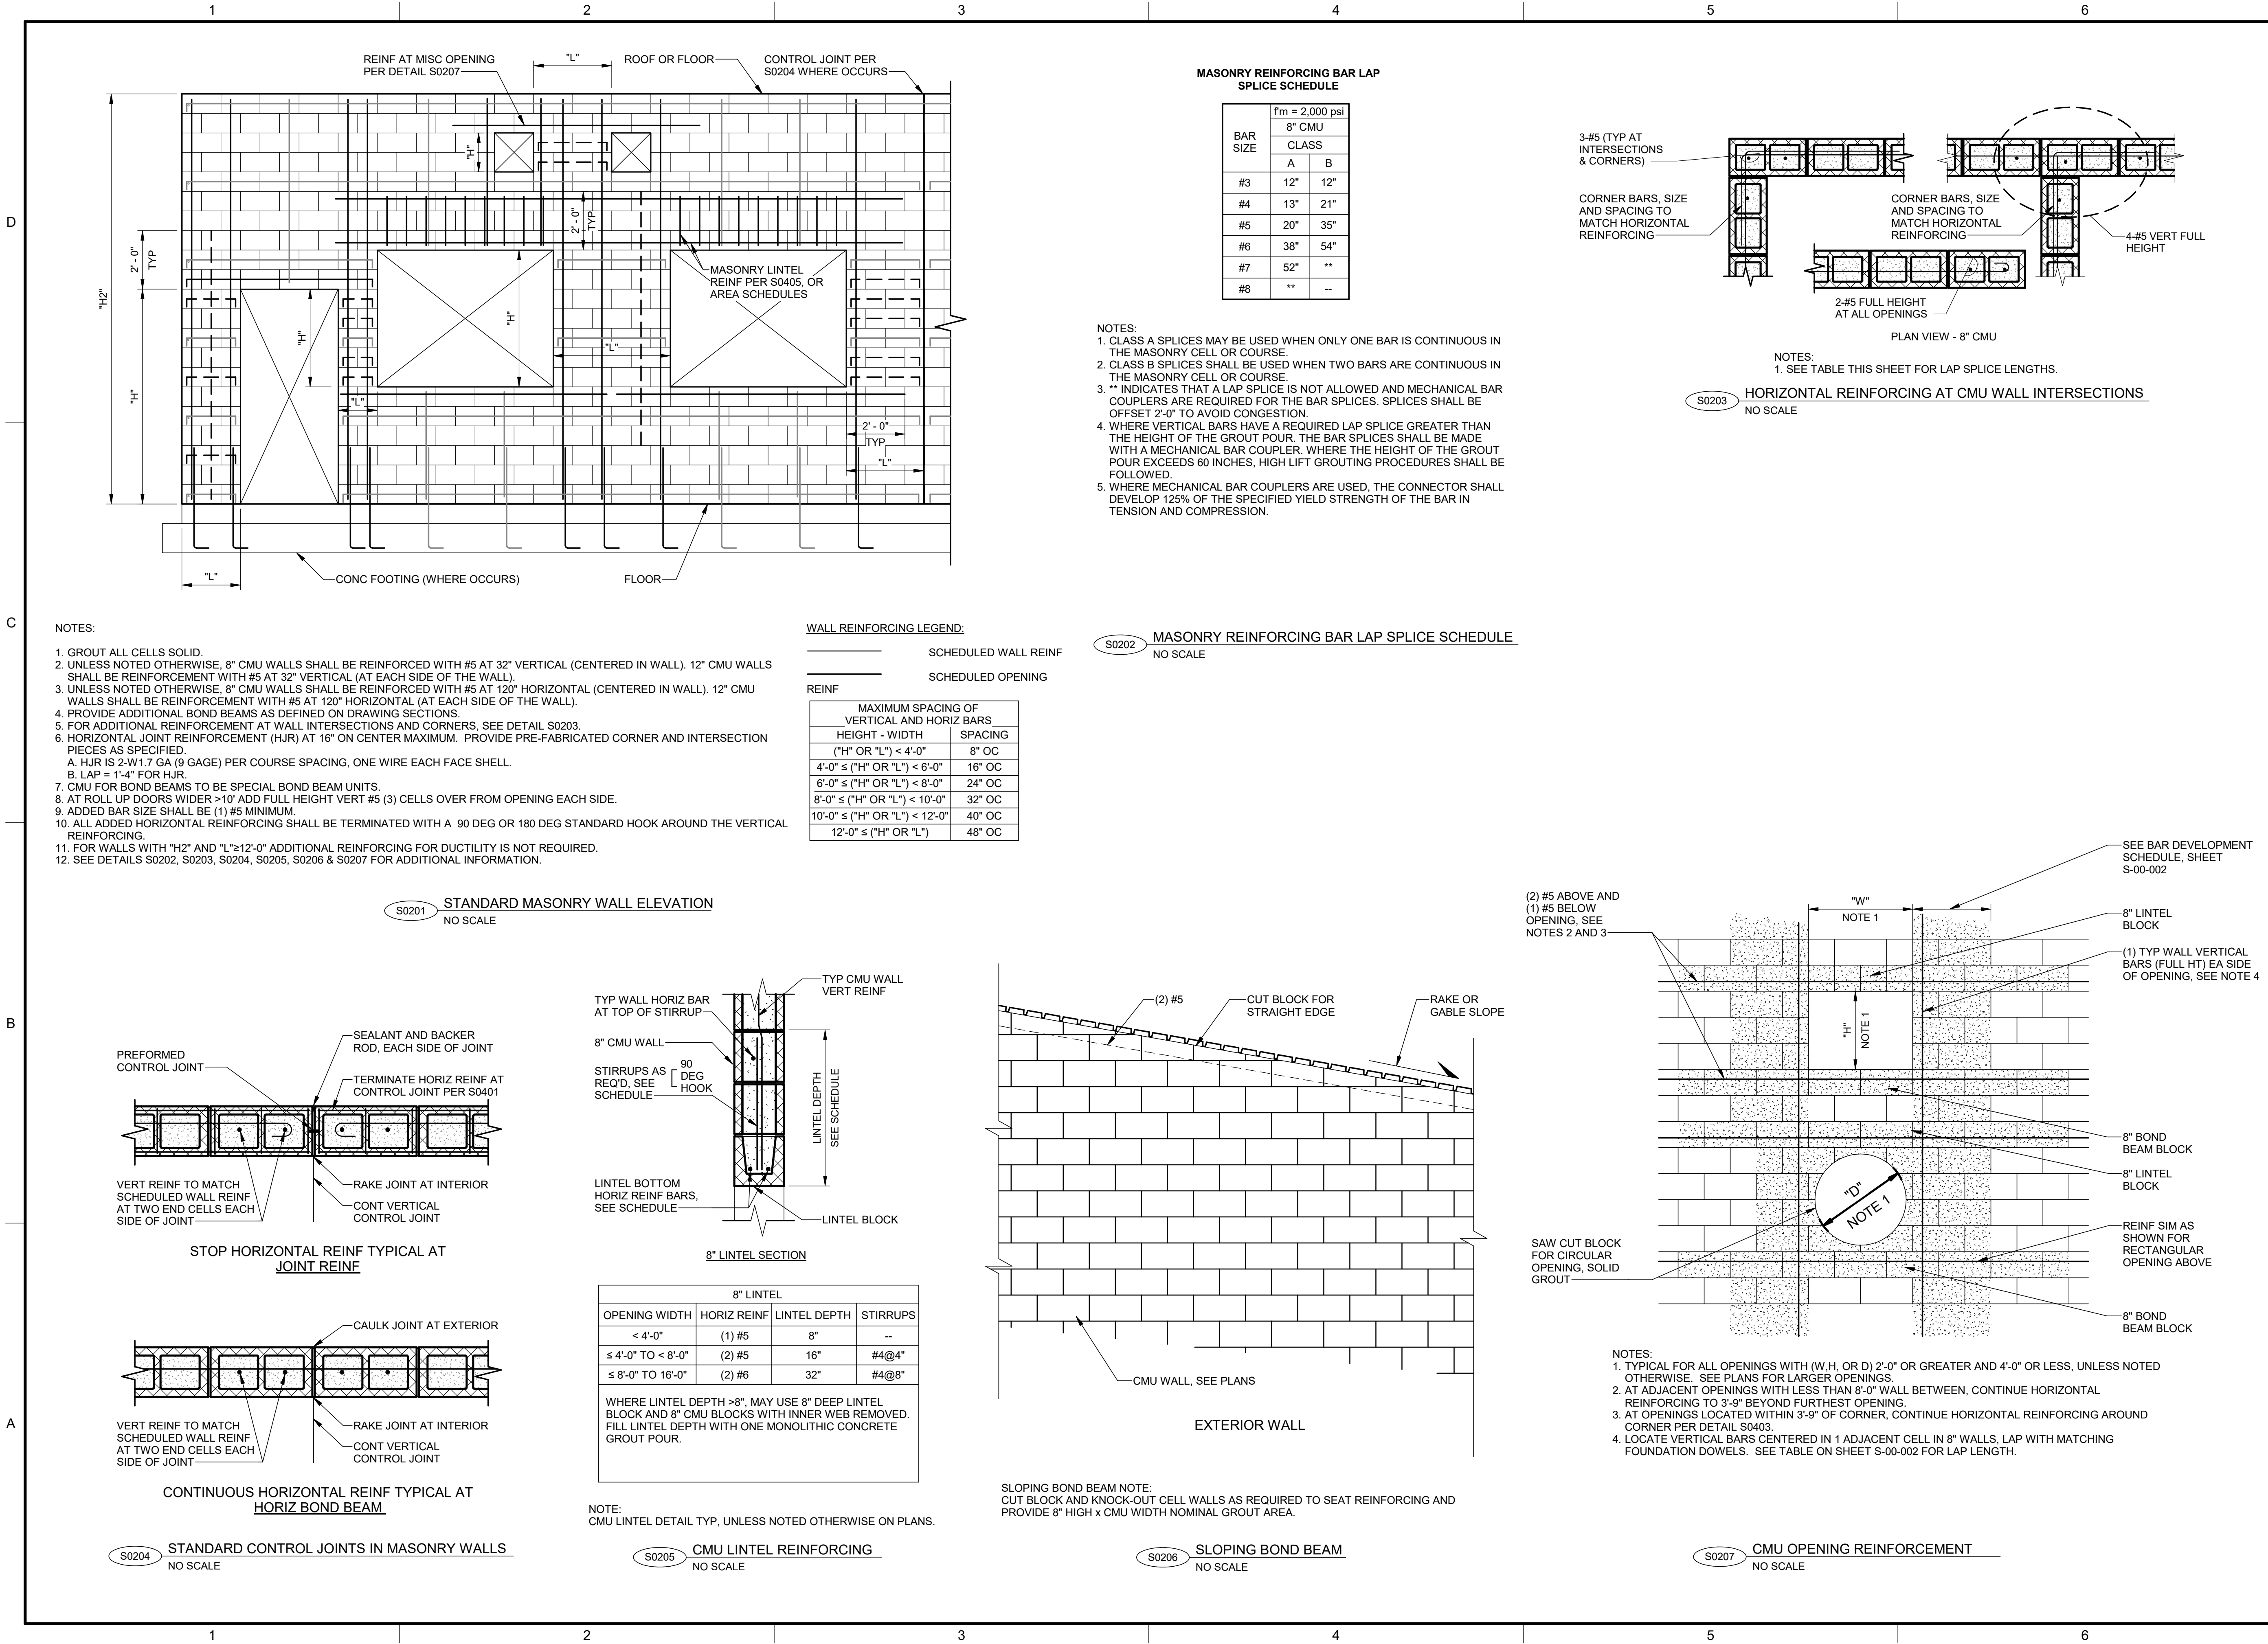 1 2 3 4 5 6
D
C
B
A
REINF AT MISC OPENING
PER DETAIL S0207
"L"
ROOF OR FLOOR
CONTROL JOINT PER
S0204 WHERE OCCURS
"H"
2' - 0"
TYP
2' - 0"
TYP
"H2"
"H"
"H"
"H"
MASONRY LINTEL
REINF PER S0405, OR
AREA SCHEDULES
"L"
"L"
2' - 0"
TYP
"L"
"L"
CONC FOOTING (WHERE OCCURS)
FLOOR
NOTES:
1. GROUT ALL CELLS SOLID.
2. UNLESS NOTED OTHERWISE, 8" CMU WALLS SHALL BE REINFORCED WITH #5 AT 32" VERTICAL (CENTERED IN WALL). 12" CMU WALLS
SHALL BE REINFORCEMENT WITH #5 AT 32" VERTICAL (AT EACH SIDE OF THE WALL).
3. UNLESS NOTED OTHERWISE, 8" CMU WALLS SHALL BE REINFORCED WITH #5 AT 120" HORIZONTAL (CENTERED IN WALL). 12" CMU
WALLS SHALL BE REINFORCEMENT WITH #5 AT 120" HORIZONTAL (AT EACH SIDE OF THE WALL).
4. PROVIDE ADDITIONAL BOND BEAMS AS DEFINED ON DRAWING SECTIONS.
5. FOR ADDITIONAL REINFORCEMENT AT WALL INTERSECTIONS AND CORNERS, SEE DETAIL S0203.
6. HORIZONTAL JOINT REINFORCEMENT (HJR) AT 16" ON CENTER MAXIMUM. PROVIDE PRE-FABRICATED CORNER AND INTERSECTION
PIECES AS SPECIFIED.
A. HJR IS 2-W1.7 GA (9 GAGE) PER COURSE SPACING, ONE WIRE EACH FACE SHELL.
B. LAP = 1'-4" FOR HJR.
7. CMU FOR BOND BEAMS TO BE SPECIAL BOND BEAM UNITS.
8. AT ROLL UP DOORS WIDER >10' ADD FULL HEIGHT VERT #5 (3) CELLS OVER FROM OPENING EACH SIDE.
9. ADDED BAR SIZE SHALL BE (1) #5 MINIMUM.
10. ALL ADDED HORIZONTAL REINFORCING SHALL BE TERMINATED WITH A 90 DEG OR 180 DEG STANDARD HOOK AROUND THE VERTICAL
REINFORCING.
11. FOR WALLS WITH "H2" AND "L"≥12'-0" ADDITIONAL REINFORCING FOR DUCTILITY IS NOT REQUIRED.
12. SEE DETAILS S0202, S0203, S0204, S0205, S0206 & S0207 FOR ADDITIONAL INFORMATION.
WALL REINFORCING LEGEND:
SCHEDULED WALL REINF
SCHEDULED OPENING
REINF
MAXIMUM SPACING OF
VERTICAL AND HORIZ BARS
HEIGHT - WIDTH SPACING
("H" OR "L") < 4'-0" 8" OC
4'-0" ≤ ("H" OR "L") < 6'-0" 16" OC
6'-0" ≤ ("H" OR "L") < 8'-0" 24" OC
8'-0" ≤ ("H" OR "L") < 10'-0" 32" OC
10'-0" ≤ ("H" OR "L") < 12'-0" 40" OC
12'-0" ≤ ("H" OR "L") 48" OC
S0201 STANDARD MASONRY WALL ELEVATION
NO SCALE
MASONRY REINFORCING BAR LAP
SPLICE SCHEDULE
BAR
SIZE
f'm = 2,000 psi
8" CMU
CLASS
A B
#3 12" 12"
#4 13" 21"
#5 20" 35"
#6 38" 54"
#7 52" **
#8 ** --
NOTES:
1. CLASS A SPLICES MAY BE USED WHEN ONLY ONE BAR IS CONTINUOUS IN
THE MASONRY CELL OR COURSE.
2. CLASS B SPLICES SHALL BE USED WHEN TWO BARS ARE CONTINUOUS IN
THE MASONRY CELL OR COURSE.
3. ** INDICATES THAT A LAP SPLICE IS NOT ALLOWED AND MECHANICAL BAR
COUPLERS ARE REQUIRED FOR THE BAR SPLICES. SPLICES SHALL BE
OFFSET 2'-0" TO AVOID CONGESTION.
4. WHERE VERTICAL BARS HAVE A REQUIRED LAP SPLICE GREATER THAN
THE HEIGHT OF THE GROUT POUR. THE BAR SPLICES SHALL BE MADE
WITH A MECHANICAL BAR COUPLER. WHERE THE HEIGHT OF THE GROUT
POUR EXCEEDS 60 INCHES, HIGH LIFT GROUTING PROCEDURES SHALL BE
FOLLOWED.
5. WHERE MECHANICAL BAR COUPLERS ARE USED, THE CONNECTOR SHALL
DEVELOP 125% OF THE SPECIFIED YIELD STRENGTH OF THE BAR IN
TENSION AND COMPRESSION.
S0202 MASONRY REINFORCING BAR LAP SPLICE SCHEDULE
NO SCALE
3-#5 (TYP AT
INTERSECTIONS
& CORNERS)
CORNER BARS, SIZE
AND SPACING TO
MATCH HORIZONTAL
REINFORCING
CORNER BARS, SIZE
AND SPACING TO
MATCH HORIZONTAL
REINFORCING
4-#5 VERT FULL
HEIGHT
2-#5 FULL HEIGHT
AT ALL OPENINGS
PLAN VIEW - 8" CMU
NOTES:
1. SEE TABLE THIS SHEET FOR LAP SPLICE LENGTHS.
S0203 HORIZONTAL REINFORCING AT CMU WALL INTERSECTIONS
NO SCALE
PREFORMED
CONTROL JOINT
SEALANT AND BACKER
ROD, EACH SIDE OF JOINT
TERMINATE HORIZ REINF AT
CONTROL JOINT PER S0401
VERT REINF TO MATCH
SCHEDULED WALL REINF
AT TWO END CELLS EACH
SIDE OF JOINT
RAKE JOINT AT INTERIOR
CONT VERTICAL
CONTROL JOINT
STOP HORIZONTAL REINF TYPICAL AT
JOINT REINF
CAULK JOINT AT EXTERIOR
VERT REINF TO MATCH
SCHEDULED WALL REINF
AT TWO END CELLS EACH
SIDE OF JOINT
RAKE JOINT AT INTERIOR
CONT VERTICAL
CONTROL JOINT
CONTINUOUS HORIZONTAL REINF TYPICAL AT
HORIZ BOND BEAM
S0204 STANDARD CONTROL JOINTS IN MASONRY WALLS
NO SCALE
TYP CMU WALL
VERT REINF
TYP WALL HORIZ BAR
AT TOP OF STIRRUP
8" CMU WALL
STIRRUPS AS
REQ'D, SEE
SCHEDULE
90
DEG
HOOK
LINTEL DEPTH
SEE SCHEDULE
LINTEL BOTTOM
HORIZ REINF BARS,
SEE SCHEDULE
LINTEL BLOCK
8" LINTEL SECTION
8" LINTEL
OPENING WIDTH HORIZ REINF LINTEL DEPTH STIRRUPS
< 4'-0" (1) #5 8" --
≤ 4'-0" TO < 8'-0" (2) #5 16" #4@4"
≤ 8'-0" TO 16'-0" (2) #6 32" #4@8"
WHERE LINTEL DEPTH >8", MAY USE 8" DEEP LINTEL
BLOCK AND 8" CMU BLOCKS WITH INNER WEB REMOVED.
FILL LINTEL DEPTH WITH ONE MONOLITHIC CONCRETE
GROUT POUR.
NOTE:
CMU LINTEL DETAIL TYP, UNLESS NOTED OTHERWISE ON PLANS.
S0205 CMU LINTEL REINFORCING
NO SCALE
(2) #5
CUT BLOCK FOR
STRAIGHT EDGE
RAKE OR
GABLE SLOPE
CMU WALL, SEE PLANS
EXTERIOR WALL
SLOPING BOND BEAM NOTE:
CUT BLOCK AND KNOCK-OUT CELL WALLS AS REQUIRED TO SEAT REINFORCING AND
PROVIDE 8" HIGH x CMU WIDTH NOMINAL GROUT AREA.
S0206 SLOPING BOND BEAM
NO SCALE
SEE BAR DEVELOPMENT
SCHEDULE, SHEET
S-00-002
(2) #5 ABOVE AND
(1) #5 BELOW
OPENING, SEE
NOTES 2 AND 3
"W"
NOTE 1
8" LINTEL
BLOCK
(1) TYP WALL VERTICAL
BARS (FULL HT) EA SIDE
OF OPENING, SEE NOTE 4
"H"
NOTE 1
8" BOND
BEAM BLOCK
8" LINTEL
BLOCK
"D"
NOTE 1
SAW CUT BLOCK
FOR CIRCULAR
OPENING, SOLID
GROUT
REINF SIM AS
SHOWN FOR
RECTANGULAR
OPENING ABOVE
8" BOND
BEAM BLOCK
NOTES:
1. TYPICAL FOR ALL OPENINGS WITH (W,H, OR D) 2'-0" OR GREATER AND 4'-0" OR LESS, UNLESS NOTED
OTHERWISE. SEE PLANS FOR LARGER OPENINGS.
2. AT ADJACENT OPENINGS WITH LESS THAN 8'-0" WALL BETWEEN, CONTINUE HORIZONTAL
REINFORCING TO 3'-9" BEYOND FURTHEST OPENING.
3. AT OPENINGS LOCATED WITHIN 3'-9" OF CORNER, CONTINUE HORIZONTAL REINFORCING AROUND
CORNER PER DETAIL S0403.
4. LOCATE VERTICAL BARS CENTERED IN 1 ADJACENT CELL IN 8" WALLS, LAP WITH MATCHING
FOUNDATION DOWELS. SEE TABLE ON SHEET S-00-002 FOR LAP LENGTH.
S0207 CMU OPENING REINFORCEMENT
NO SCALE
1 2 3 4 5 6